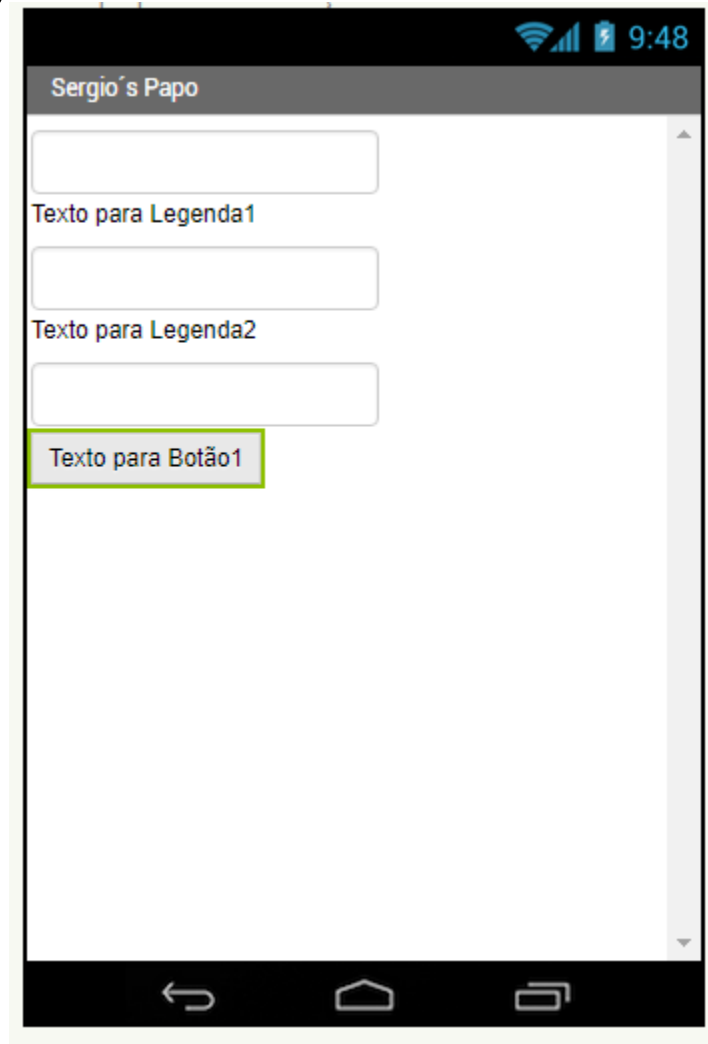 9:48
Sergio´s Papo
Texto para Legenda1
Texto para Legenda2
Texto para Botão1